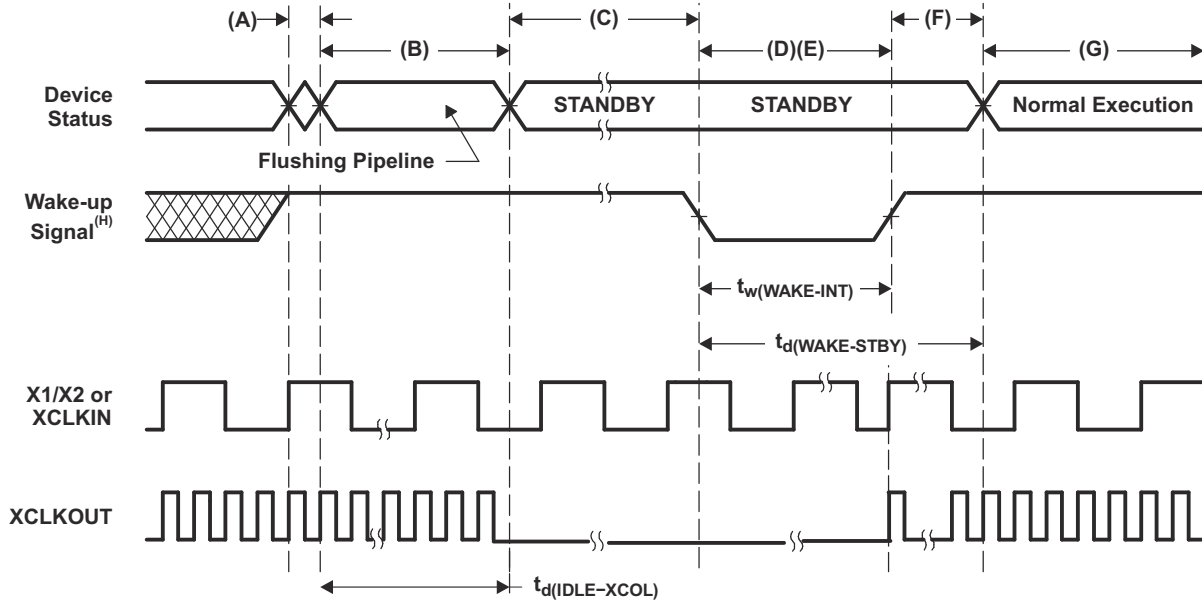 (A)
(C)
(F)
(B)
(D)(E)
(G)
Device
Status
STANDBY
STANDBY
Normal Execution
Flushing Pipeline
Wake-up
Signal(H)
tw(WAKE-INT)
td(WAKE-STBY)
X1/X2 or
XCLKIN
XCLKOUT
td(IDLE−XCOL)